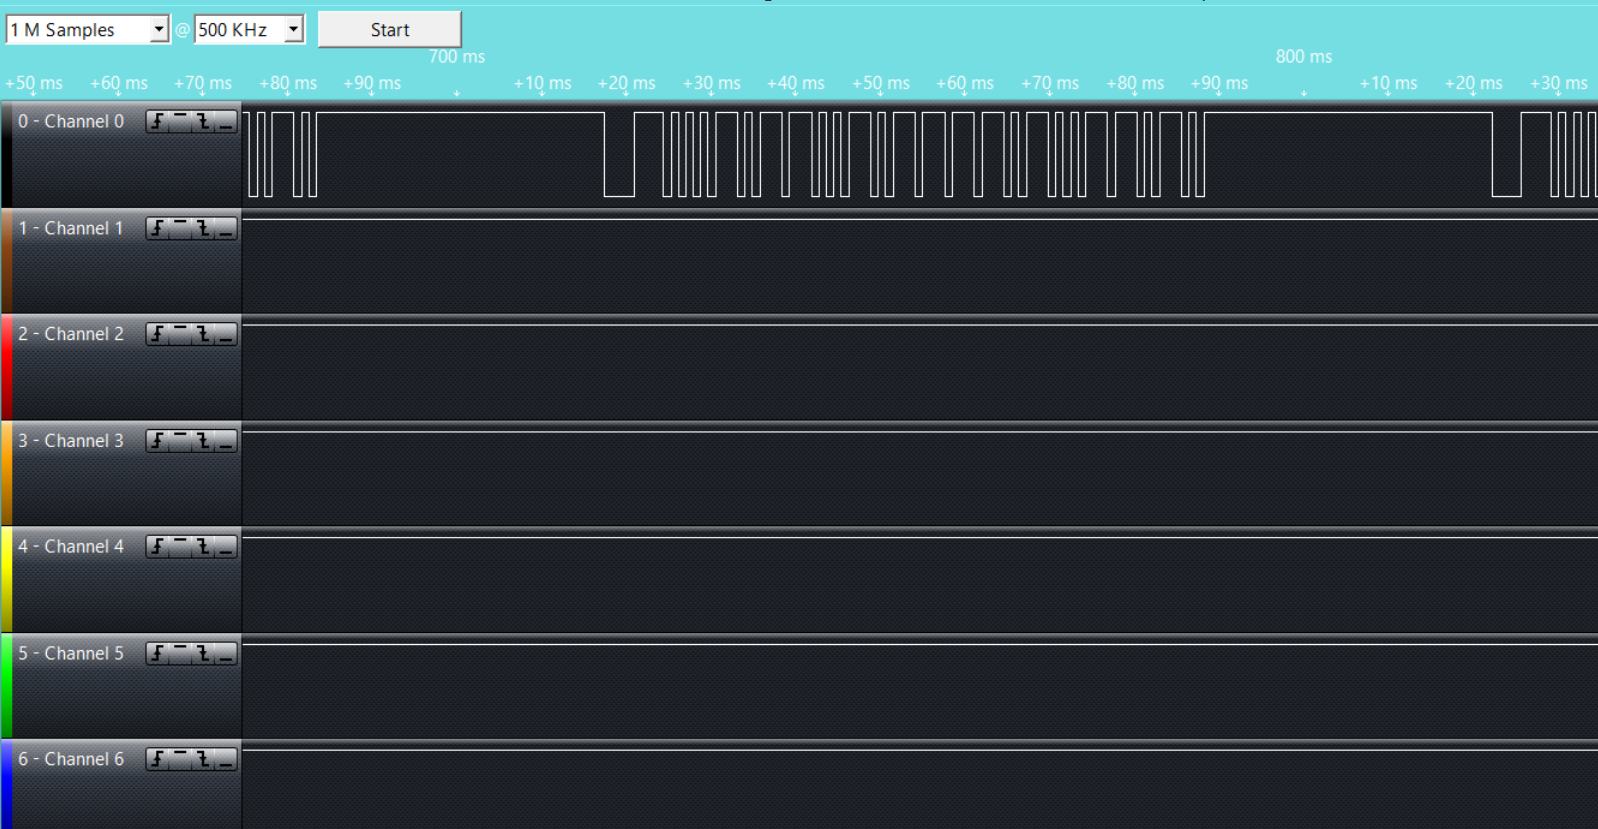 1 M Samples @ 500 KHz Start
700 ms 800 ms
+50 ms +60 ms +70 ms +80 ms +90 ms +10 ms +20 ms +30 ms +40 ms +50 ms +60 ms +70 ms +80 ms +90 ms +10 ms +20 ms +30 ms
0 - Channel 0
1 - Channel 1
2 - Channel 2
3 - Channel 3
4 - Channel 4
5 - Channel 5
6 - Channel 6